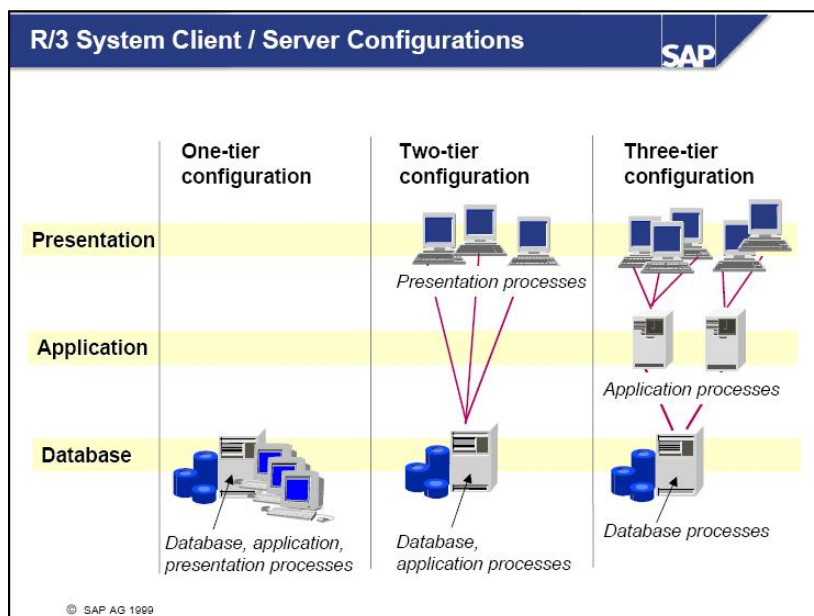 R/3 System Client / Server Configurations
SAP
One-tier
configuration
Two-tier
configuration
Three-tier
configuration
Presentation
Presentation processes
Application
Application processes
Database
Database, application,
presentation processes
Database,
application processes
Database processes
© SAP AG 1999